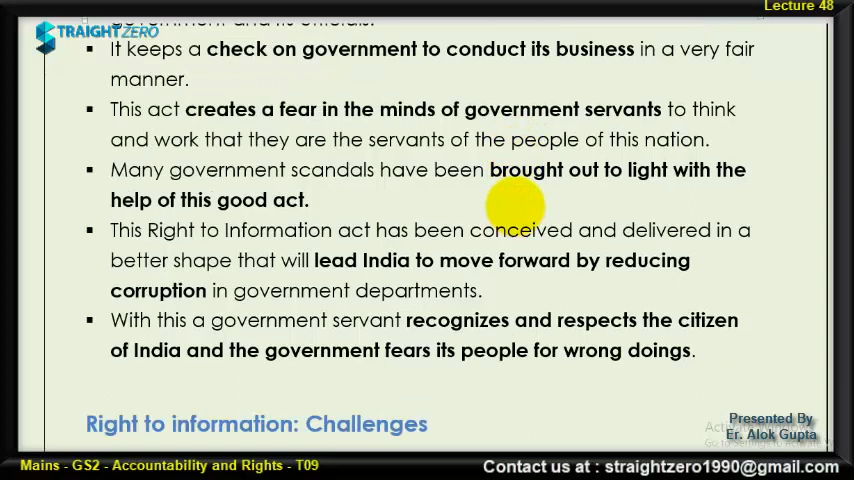 Lecture 48
STRAIGHTZERO
government and its officials.
▪ It keeps a check on government to conduct its business in a very fair
manner.
▪ This act creates a fear in the minds of government servants to think
and work that they are the servants of the people of this nation.
▪ Many government scandals have been brought out to light with the
help of this good act.
▪ This Right to Information act has been conceived and delivered in a
better shape that will lead India to move forward by reducing
corruption in government departments.
▪ With this a government servant recognizes and respects the citizen
of India and the government fears its people for wrong doings.
Right to information: Challenges
Presented By
Er. Alok Gupta
Mains - GS2 - Accountability and Rights - T09
Contact us at : straightzero1990@gmail.com